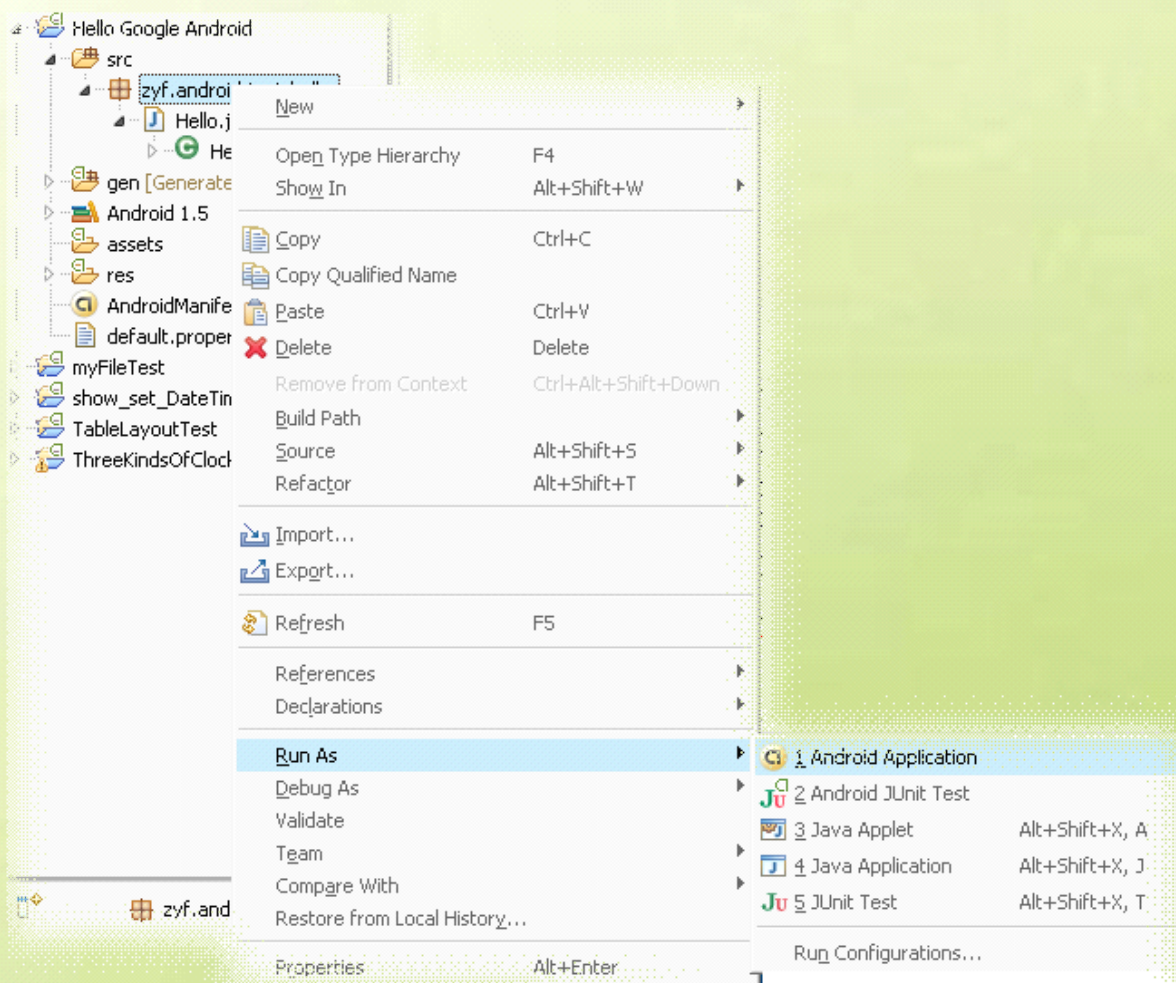 Hello Google Android
src
zyf.androi
Hello.j
He
gen [Generate
Android 1.5
assets
res
AndroidManife
default.proper
myFileTest
show_set_DateTin
TableLayoutTest
ThreeKindsOfClock
zyf.and
New
Open Type Hierarchy F4
Show In Alt+Shift+W
Copy Ctrl+C
Copy Qualified Name
Paste Ctrl+V
Delete Delete
Remove from Context Ctrl+Alt+Shift+Down
Build Path
Source Alt+Shift+S
Refactor Alt+Shift+T
Import...
Export...
Refresh F5
References
Declarations
Run As
Debug As
Validate
Team
Compare With
Restore from Local History...
Properties Alt+Enter
1 Android Application
2 Android JUnit Test
3 Java Applet Alt+Shift+X, A
4 Java Application Alt+Shift+X, J
5 JUnit Test Alt+Shift+X, T
Run Configurations...